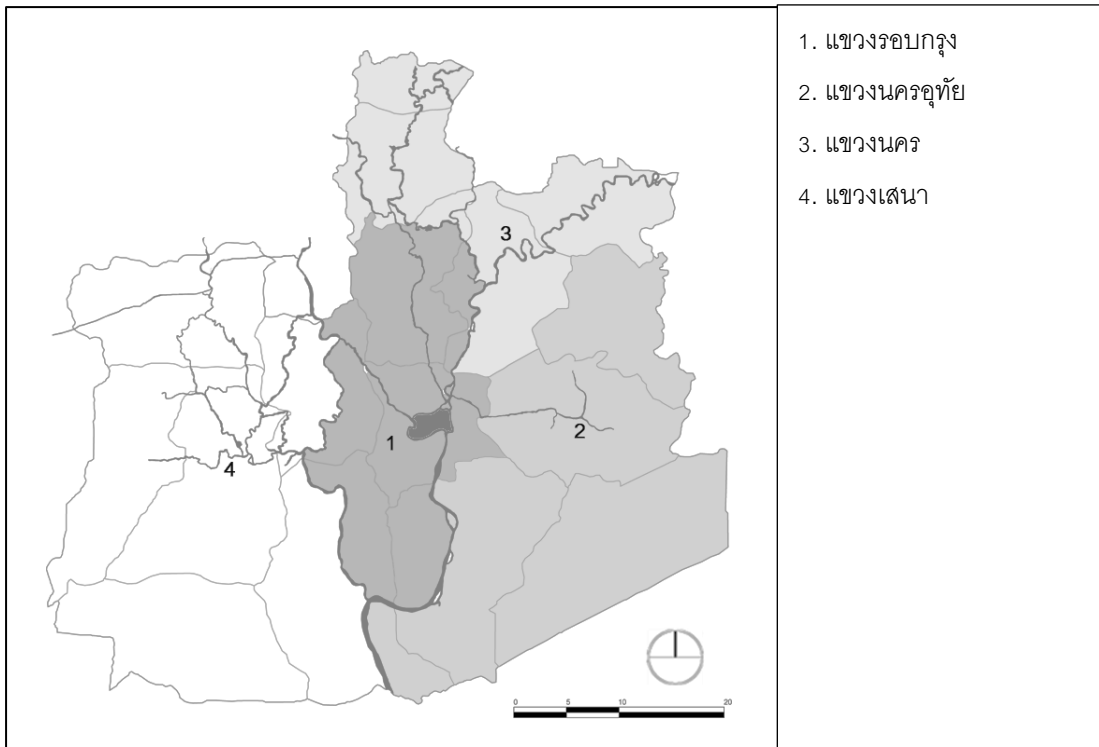 1. แขวงรอบกรุง
2. แขวงนครอุทัย
3. แขวงนคร
4. แขวงเสนา
3
1
2
4
0 5 10 20